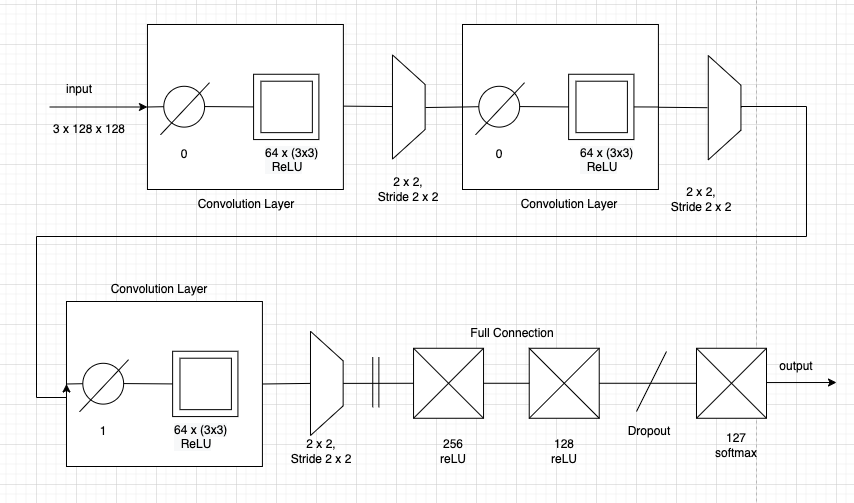 input
3 x 128 x 128
0
64 x (3x3)
ReLU
Convolution Layer
2 x 2,
Stride 2 x 2
0
64 x (3x3)
ReLU
Convolution Layer
2 x 2,
Stride 2 x 2
Convolution Layer
1
64 x (3x3)
ReLU
2 x 2,
Stride 2 x 2
Full Connection
256
reLU
128
reLU
Dropout
127
softmax
output